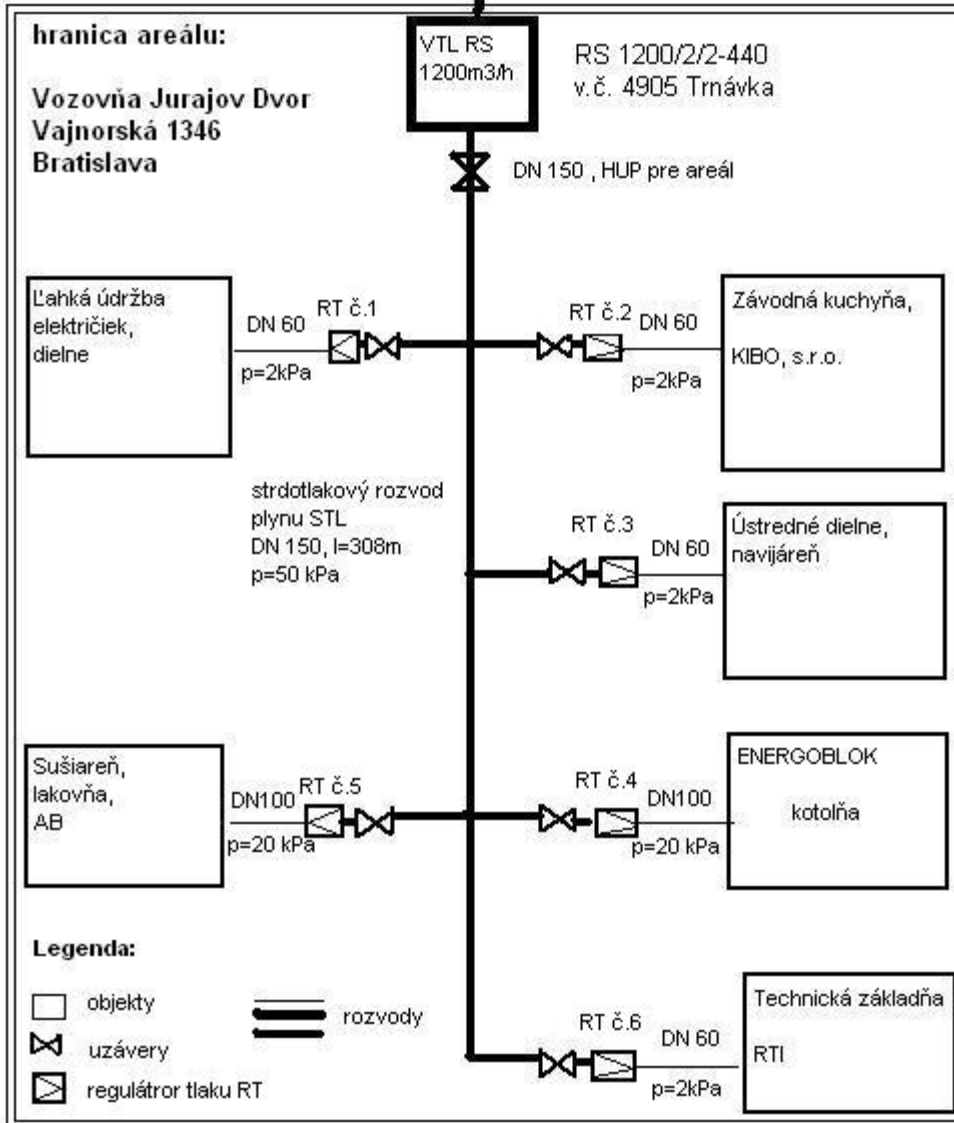 hranica areálu:
Vozovňa Jurajov Dvor
Vajnorská 1346
Bratislava
VTL RS
1200m3/h
RS 1200/2/2-440
v.č. 4905 Trnávka
DN 150 , HUP pre areál
Ľahká údržba
električiek,
dielne
DN 60
RT č.1
p=2kPa
RT č.2
DN 60
p=2kPa
Závodná kuchyňa,
KIBO, s.r.o.
strdotlakový rozvod
plynu STL
DN 150, l=308m
p=50 kPa
RT č.3
DN 60
p=2kPa
Ústredné dielne,
navijáreň
Sušiareň,
lakovňa,
AB
DN100
RT č.5
p=20 kPa
RT č.4
DN100
p=20 kPa
ENERGOBLOK
kotolňa
Legenda:
objekty
uzávery
regulátror tlaku RT
rozvody
RT č.6
DN 60
p=2kPa
Technická základňa
RTI